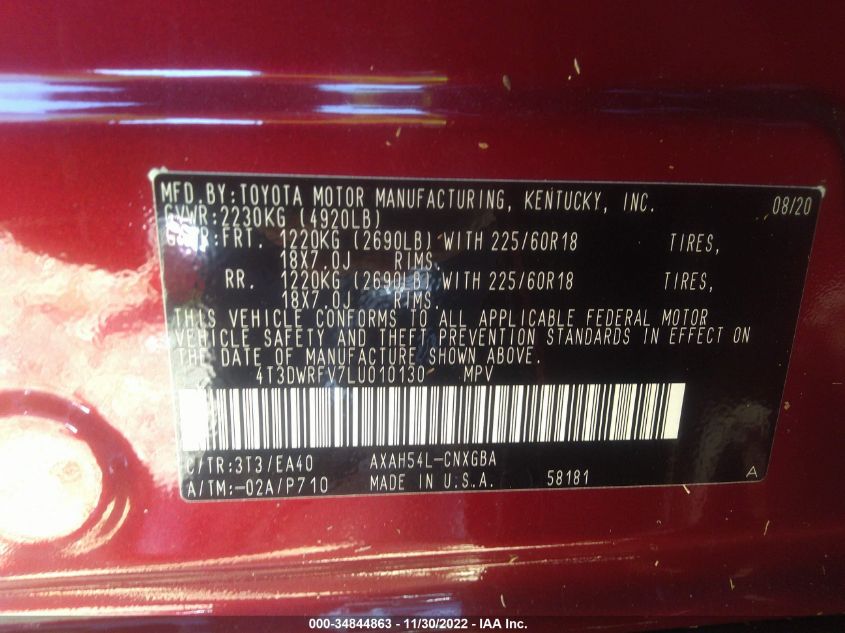 MFD.BY:TOYOTA MOTOR MANUFACTURING, KENTUCKY, INC. 08/20
GVWR:2230KG (4920LB)
GAWR:FRT. 1220KG (2690LB) WITH 225/60R18 TIRES,
18X7.0J RIMS.
RR. 1220KG (2690LB) WITH 225/60R18 TIRES,
18X7.0J RIMS.
THIS VEHICLE CONFORMS TO ALL APPLICABLE FEDERAL MOTOR
VEHICLE SAFETY AND THEFT PREVENTION STANDARDS IN EFFECT ON
THE DATE OF MANUFACTURE SHOWN ABOVE.
4T3DWRFV7LU010130 MPV
C/TR:3T3/EA40 AXAH54L-CNXGBA
A/TM:-02A/P710 MADE IN U.S.A. 58181 A
000-34844863 - 11/30/2022 - IAA Inc.